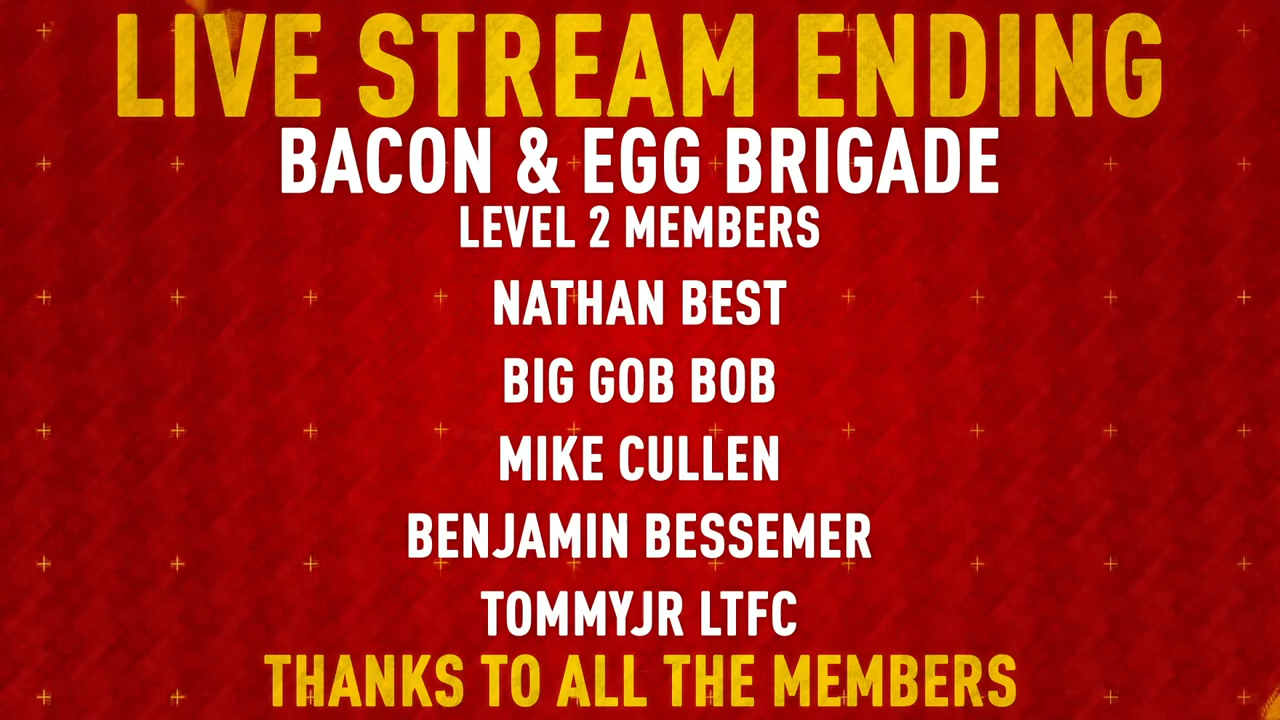 LIVE STREAM ENDING
BACON & EGG BRIGADE
LEVEL 2 MEMBERS
NATHAN BEST
BIG GOB BOB
MIKE CULLEN
BENJAMIN BESSEMER
TOMMYJR LTFC
THANKS TO ALL THE MEMBERS